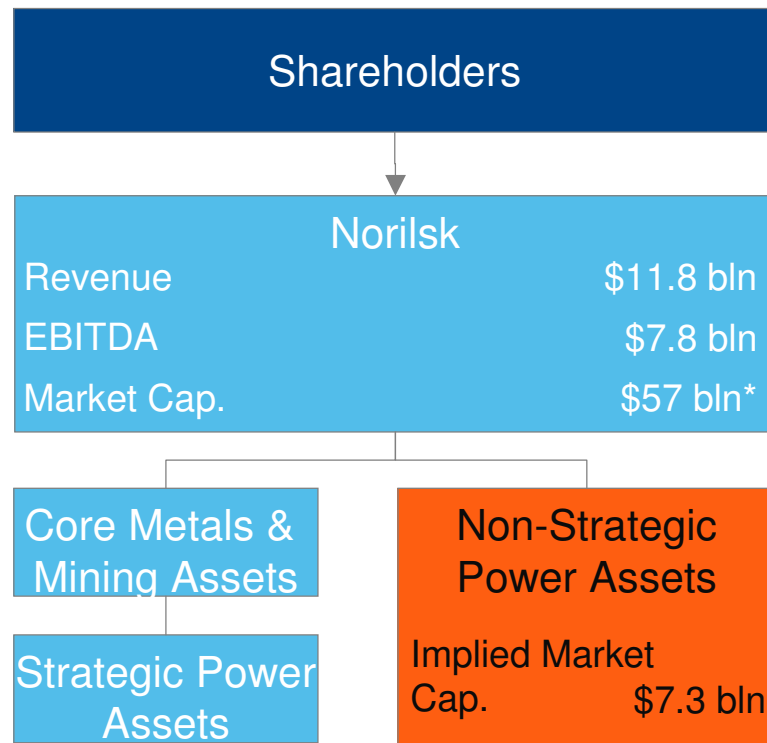 Shareholders
Norilsk
Revenue $11.8 bln
EBITDA $7.8 bln
Market Cap. $57 bln*
Core Metals &
Mining Assets
Strategic Power
Assets
Non-Strategic
Power Assets
Implied Market
Cap. $7.3 bln